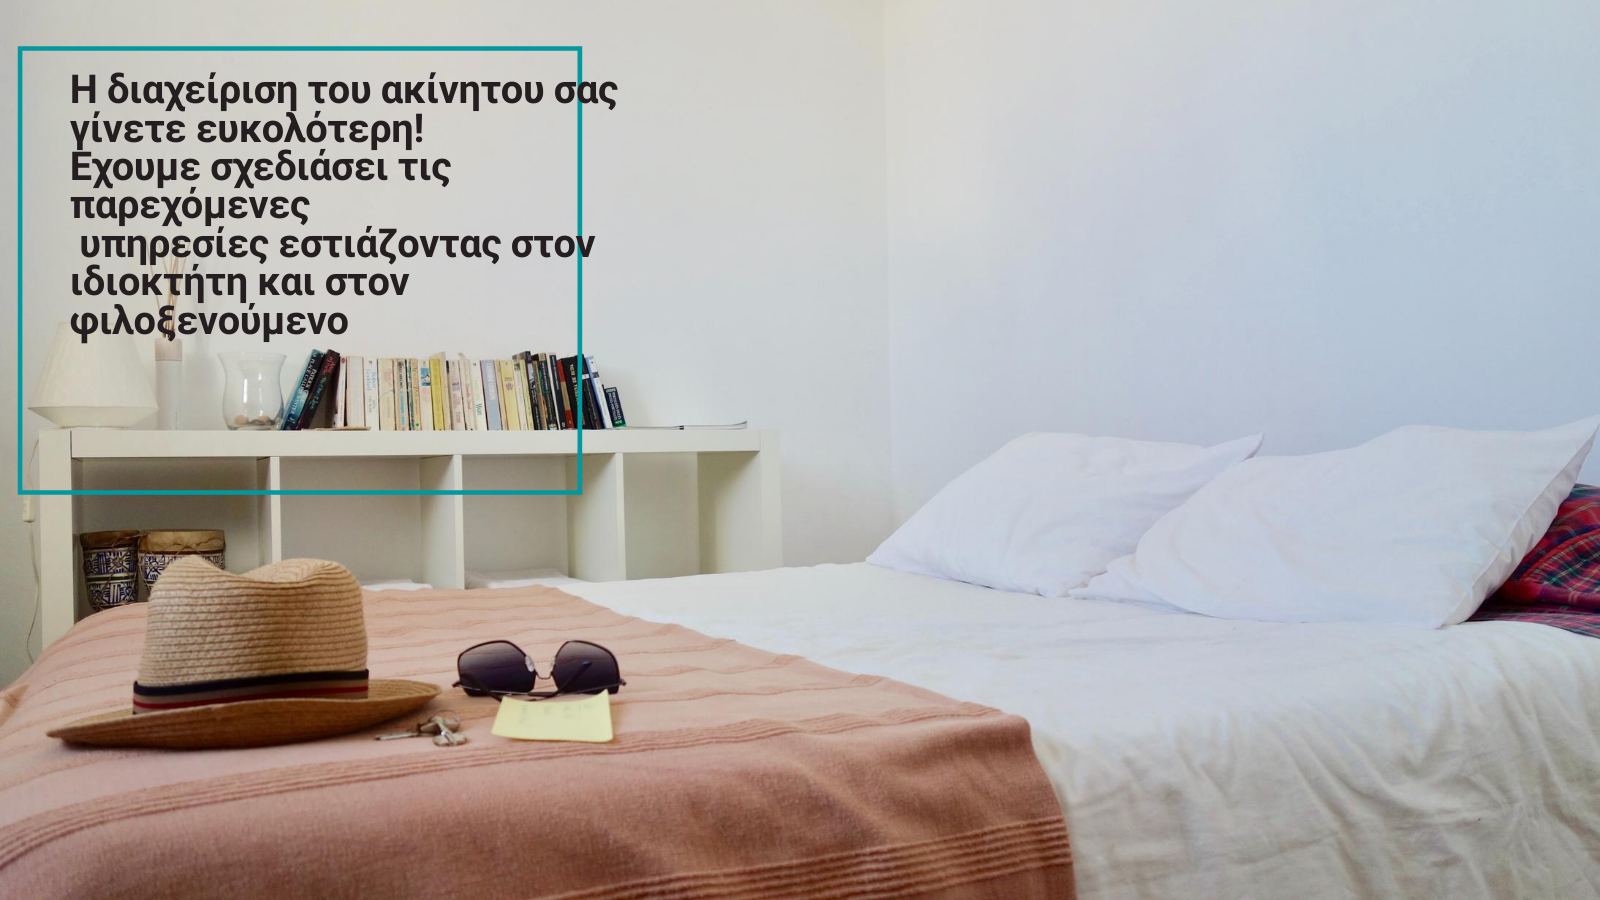 Η διαχείριση του ακίνητου σας
γίνετε ευκολότερη!
Εχουμε σχεδιάσει τις
παρεχόμενες
υπηρεσίες εστιάζοντας στον
ιδιοκτήτη και στον
φιλοξενούμενο